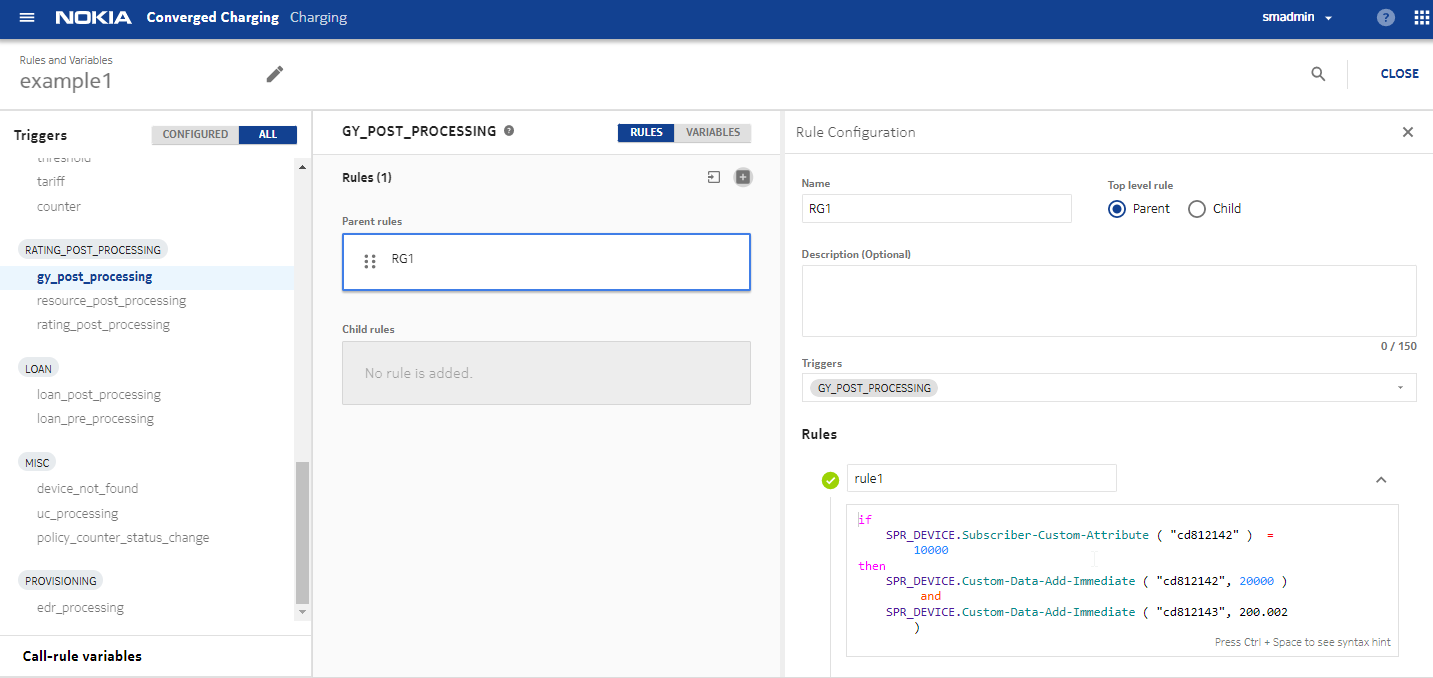 NOKIA Converged Charging Charging
smadmin
?
Rules and Variables
example1
CLOSE
Triggers
CONFIGURED
ALL
threshold
tariff
counter
RATING_POST_PROCESSING
gy_post_processing
resource_post_processing
rating_post_processing
LOAN
loan_post_processing
loan_pre_processing
MISC
device_not_found
uc_processing
policy_counter_status_change
PROVISIONING
edr_processing
Call-rule variables
GY_POST_PROCESSING ?
RULES
VARIABLES
Rules (1)
Parent rules
RG1
Child rules
No rule is added.
Rule Configuration
Name
RG1
Top level rule
Parent
Child
Description (Optional)
0 / 150
Triggers
GY_POST_PROCESSING
Rules
rule1
if
SPR_DEVICE.Subscriber-Custom-Attribute ( "cd812142" ) =
10000
then
SPR_DEVICE.Custom-Data-Add-Immediate ( "cd812142", 20000 )
and
SPR_DEVICE.Custom-Data-Add-Immediate ( "cd812143", 200.002
)
Press Ctrl + Space to see syntax hint